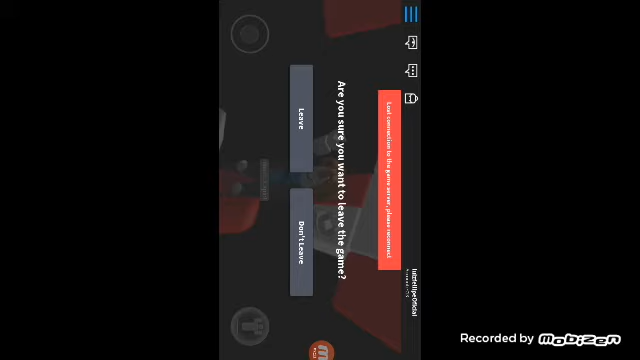 Lost connection to the game server, please reconnect
Are you sure you want to leave the game?
Leave
Don't Leave
Recorded by MOBIZEN